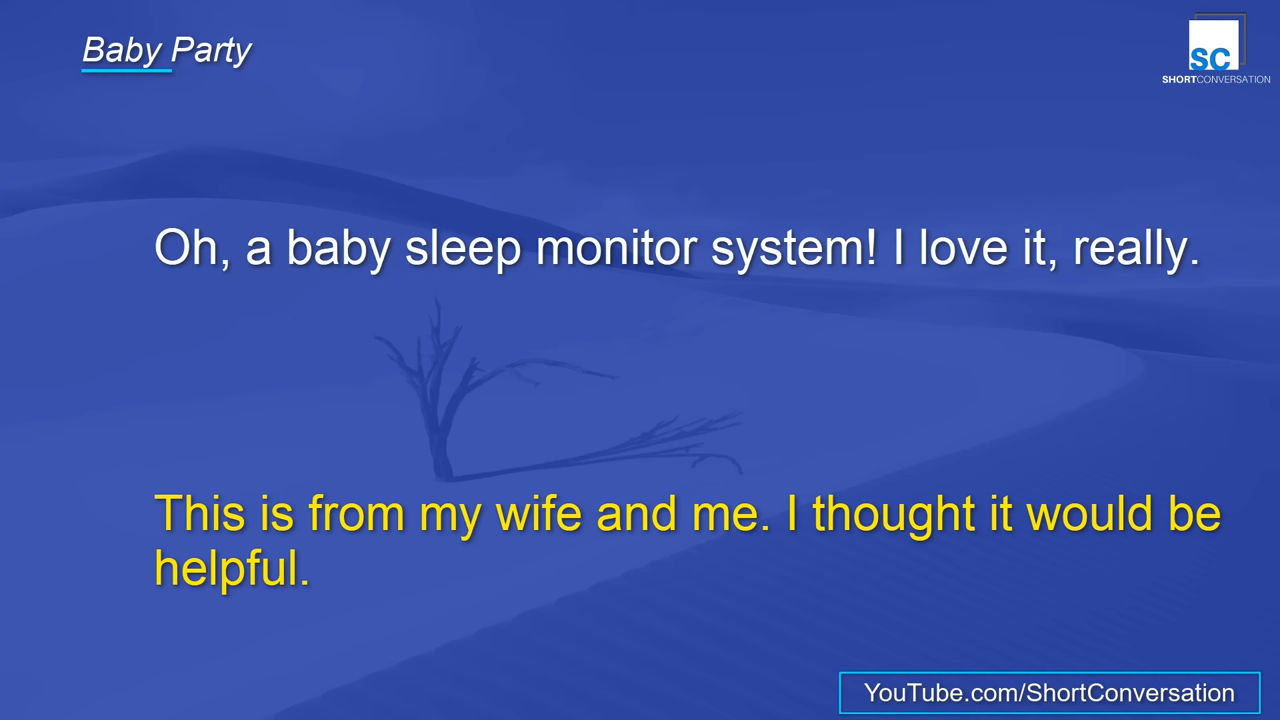 Baby Party
SC
SHORTCONVERSATION
Oh, a baby sleep monitor system! I love it, really.
This is from my wife and me. I thought it would be
helpful.
YouTube.com/ShortConversation